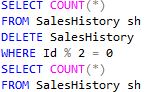 SELECT COUNT(*)
FROM SalesHistory sh
DELETE SalesHistory
WHERE Id % 2 = 0
SELECT COUNT(*)
FROM SalesHistory sh